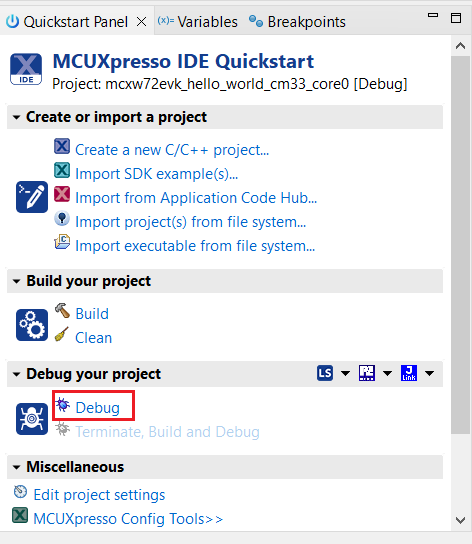 Quickstart Panel (x)= Variables Breakpoints
X IDE
MCUXpresso IDE Quickstart
Project: mcxw72evk_hello_world_cm33_core0 [Debug]
Create or import a project
Create a new C/C++ project...
Import SDK example(s)...
Import from Application Code Hub...
Import project(s) from file system...
Import executable from file system...
Build your project
Build
Clean
Debug your project LS PE J Link
Debug
Terminate, Build and Debug
Miscellaneous
Edit project settings
MCUXpresso Config Tools>>